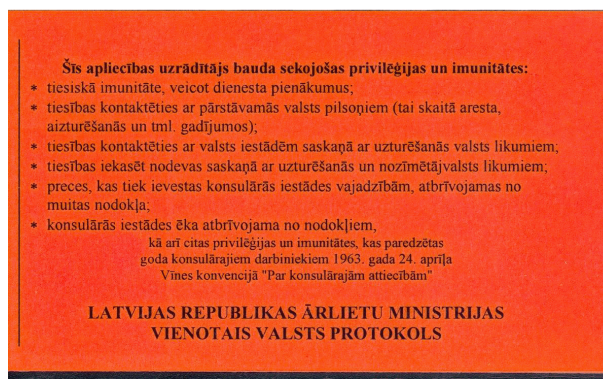 Šīs apliecības uzrādītājs bauda sekojošas privilēģijas un imunitātes:
* tiesiskā imunitāte, veicot dienesta pienākumus;
* tiesības kontaktēties ar pārstāvamās valsts pilsoņiem (tai skaitā aresta,
aizturēšanās un tml. gadījumos);
* tiesības kontaktēties ar valsts iestādēm saskaņā ar uzturēšanās valsts likumiem;
* tiesības iekasēt nodevas saskaņā ar uzturēšanās un nozīmētājvalsts likumiem;
* preces, kas tiek ievestas konsulārās iestādes vajadzībām, atbrīvojamas no
muitas nodokļa;
* konsulārās iestādes ēka atbrīvojama no nodokļiem,
kā arī citas privilēģijas un imunitātes, kas paredzētas
goda konsulārajiem darbiniekiem 1963. gada 24. aprīļa
Vīnes konvencijā "Par konsulārajām attiecībām"
LATVIJAS REPUBLIKAS ĀRLIETU MINISTRIJAS
VIENOTAIS VALSTS PROTOKOLS